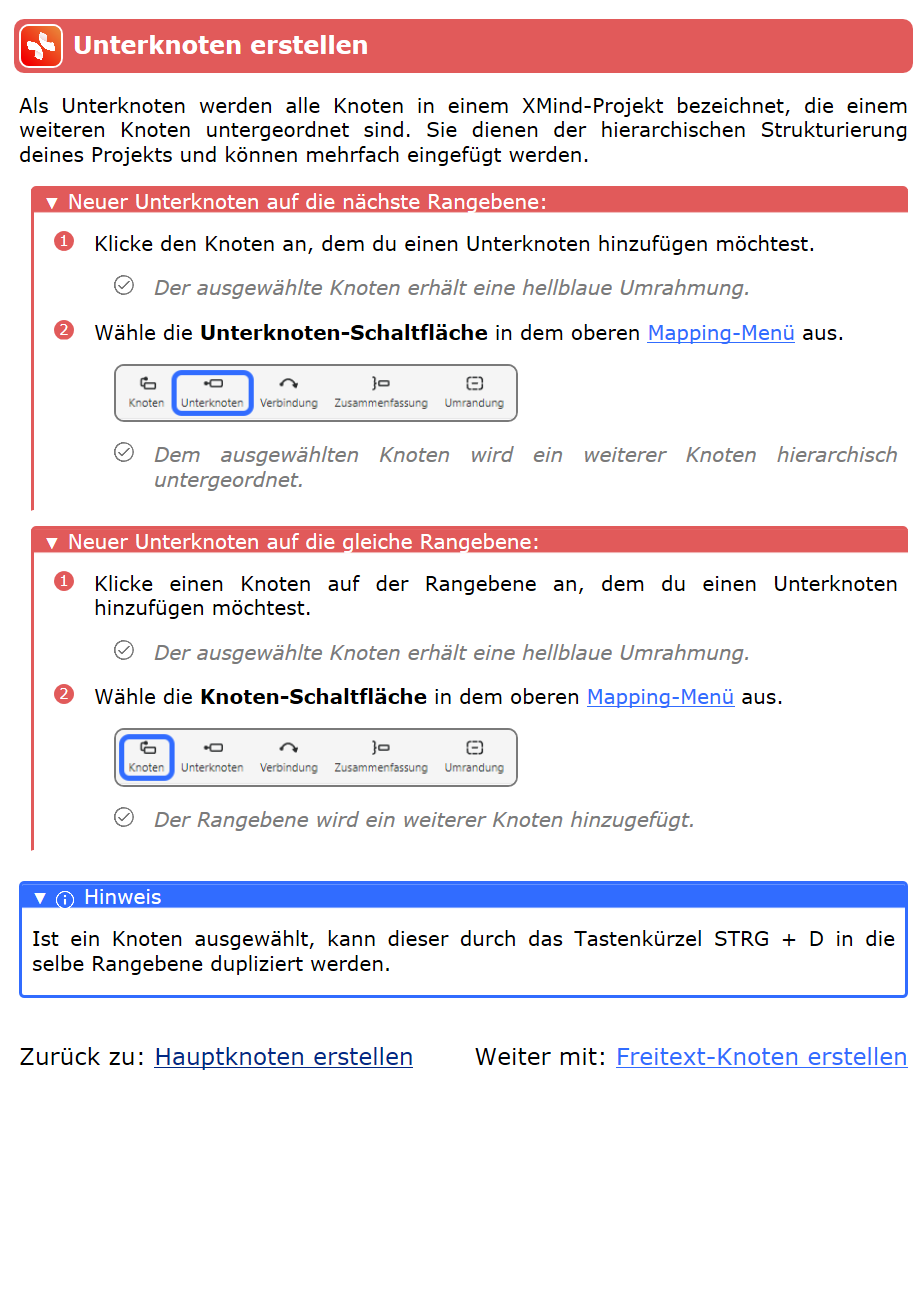 Unterknoten erstellen
Als Unterknoten werden alle Knoten in einem XMind-Projekt bezeichnet, die einem
weiteren Knoten untergeordnet sind. Sie dienen der hierarchischen Strukturierung
deines Projekts und können mehrfach eingefügt werden.
▼ Neuer Unterknoten auf die nächste Rangebene:
1 Klicke den Knoten an, dem du einen Unterknoten hinzufügen möchtest.
Der ausgewählte Knoten erhält eine hellblaue Umrahmung.
2 Wähle die Unterknoten-Schaltfläche in dem oberen Mapping-Menü aus.
Knoten Unterknoten Verbindung Zusammenfassung Umrandung
Dem ausgewählten Knoten wird ein weiterer Knoten hierarchisch
untergeordnet.
▼ Neuer Unterknoten auf die gleiche Rangebene:
1 Klicke einen Knoten auf der Rangebene an, dem du einen Unterknoten
hinzufügen möchtest.
Der ausgewählte Knoten erhält eine hellblaue Umrahmung.
2 Wähle die Knoten-Schaltfläche in dem oberen Mapping-Menü aus.
Knoten Unterknoten Verbindung Zusammenfassung Umrandung
Der Rangebene wird ein weiterer Knoten hinzugefügt.
▼ Hinweis
Ist ein Knoten ausgewählt, kann dieser durch das Tastenkürzel STRG + D in die
selbe Rangebene dupliziert werden.
Zurück zu: Hauptknoten erstellen Weiter mit: Freitext-Knoten erstellen